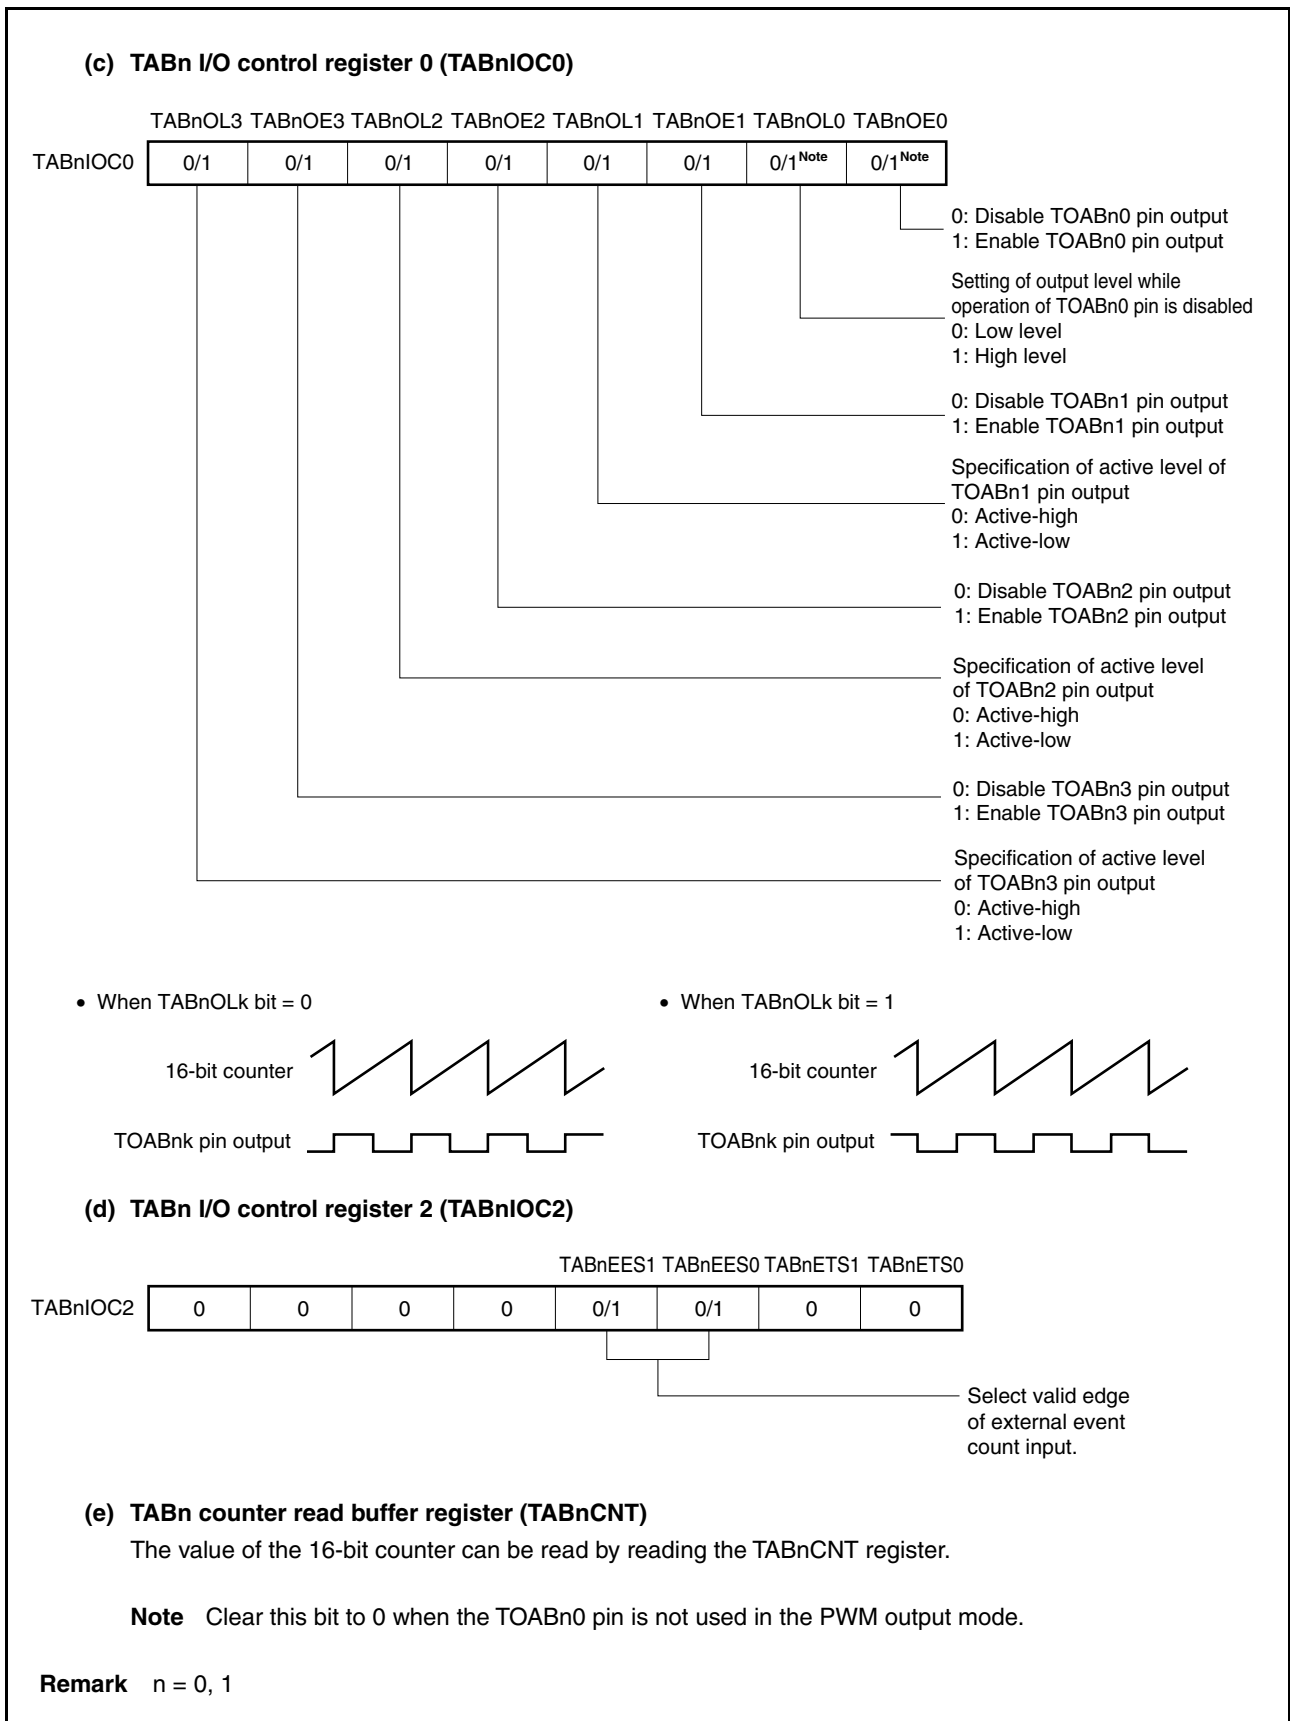 (c) TABn I/O control register 0 (TABnIOC0)
TABnOL3 TABnOE3 TABnOL2 TABnOE2 TABnOL1 TABnOE1 TABnOL0 TABnOE0
TABnIOC0 0/1 0/1 0/1 0/1 0/1 0/1 0/1Note 0/1Note
0: Disable TOABn0 pin output
1: Enable TOABn0 pin output
Setting of output level while
operation of TOABn0 pin is disabled
0: Low level
1: High level
0: Disable TOABn1 pin output
1: Enable TOABn1 pin output
Specification of active level of
TOABn1 pin output
0: Active-high
1: Active-low
0: Disable TOABn2 pin output
1: Enable TOABn2 pin output
Specification of active level
of TOABn2 pin output
0: Active-high
1: Active-low
0: Disable TOABn3 pin output
1: Enable TOABn3 pin output
Specification of active level
of TOABn3 pin output
0: Active-high
1: Active-low
• When TABnOLk bit = 0
16-bit counter
TOABnk pin output
• When TABnOLk bit = 1
16-bit counter
TOABnk pin output
(d) TABn I/O control register 2 (TABnIOC2)
TABnEES1 TABnEES0 TABnETS1 TABnETS0
TABnIOC2 0 0 0 0 0/1 0/1 0 0
Select valid edge
of external event
count input.
(e) TABn counter read buffer register (TABnCNT)
The value of the 16-bit counter can be read by reading the TABnCNT register.
Note Clear this bit to 0 when the TOABn0 pin is not used in the PWM output mode.
Remark n = 0, 1